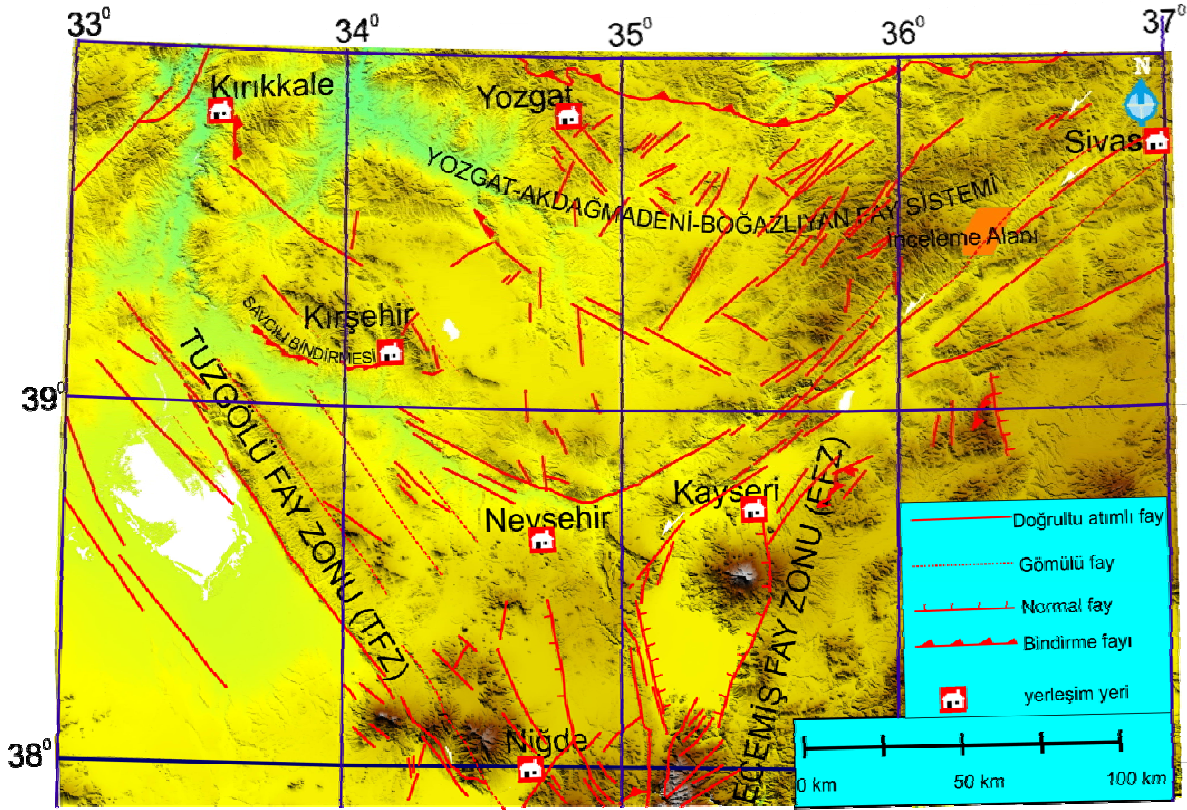 33⁰
34⁰
35⁰
36⁰
37⁰
N
Kırıkkale
Yozgat
Sivas
YOZGAT-AKDAĞMADENİ-BOĞAZLIYAN FAY SİSTEMİ
İnceleme Alanı
SAVCILI BİNDİRMESİ
Kırşehir
39⁰
TUZGÖLÜ FAY ZONU (TFZ)
Kayseri
Nevsehir
ECEMİŞ FAY ZONU (EFZ)
Niğde
38⁰
Doğrultu atımlı fay
Gömülü fay
Normal fay
Bindirme fayı
yerleşim yeri
0 km
50 km
100 km